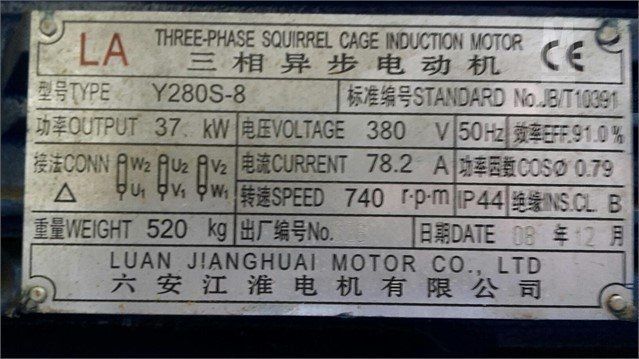 LA THREE-PHASE SQUIRREL CAGE INDUCTION MOTOR CE
三相异步电动机
型号TYPE Y280S-8 标准编号STANDARD No.JB/T10391
功率OUTPUT 37 kW 电压VOLTAGE 380 V 50Hz 效率EFF.91.0%
接法CONN W2 U2 V2 电流CURRENT 78.2 A 功率因数COSØ 0.79
△ U1 V1 W1 转速SPEED 740 r·p·m IP44 绝缘INS.CL. B
重量WEIGHT 520 kg 出厂编号No. 日期DATE 08 年 12 月
LUAN JIANGHUAI MOTOR CO., LTD
六安江淮电机有限公司